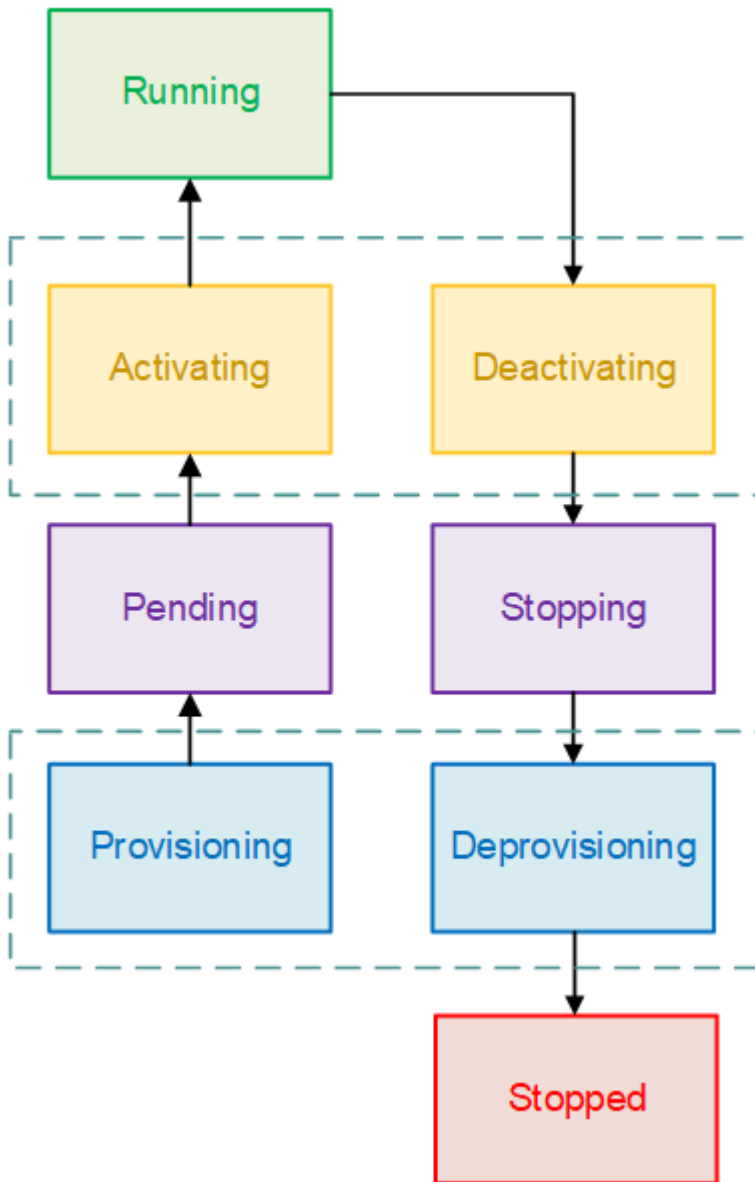 Running
Activating
Deactivating
Pending
Stopping
Provisioning
Deprovisioning
Stopped